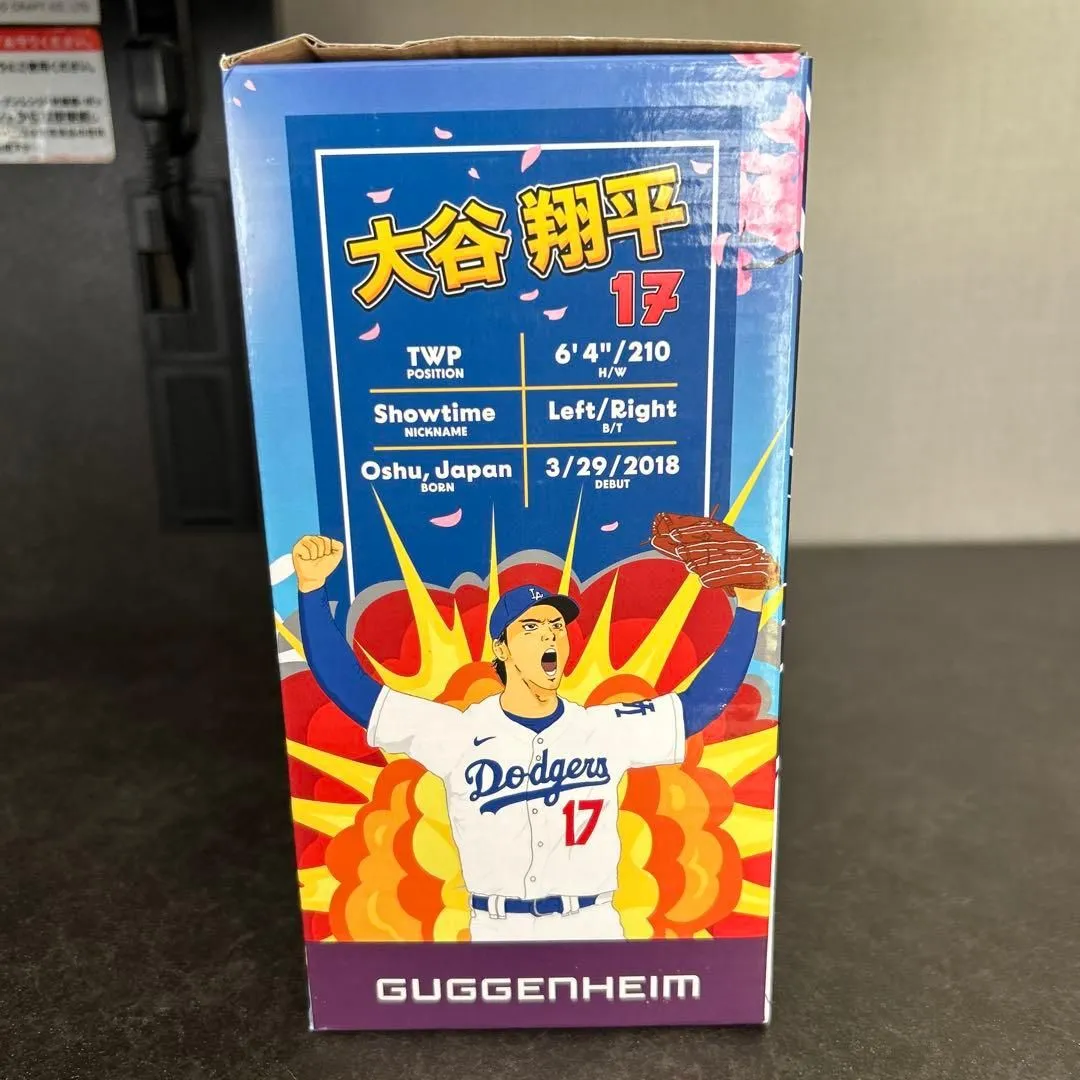 大谷 翔平
17
TWP
POSITION
6'4"/210
H/W
Showtime
NICKNAME
Left/Right
B/T
Oshu, Japan
BORN
3/29/2018
DEBUT
LA
Dodgers
17
GUGGENHEIM